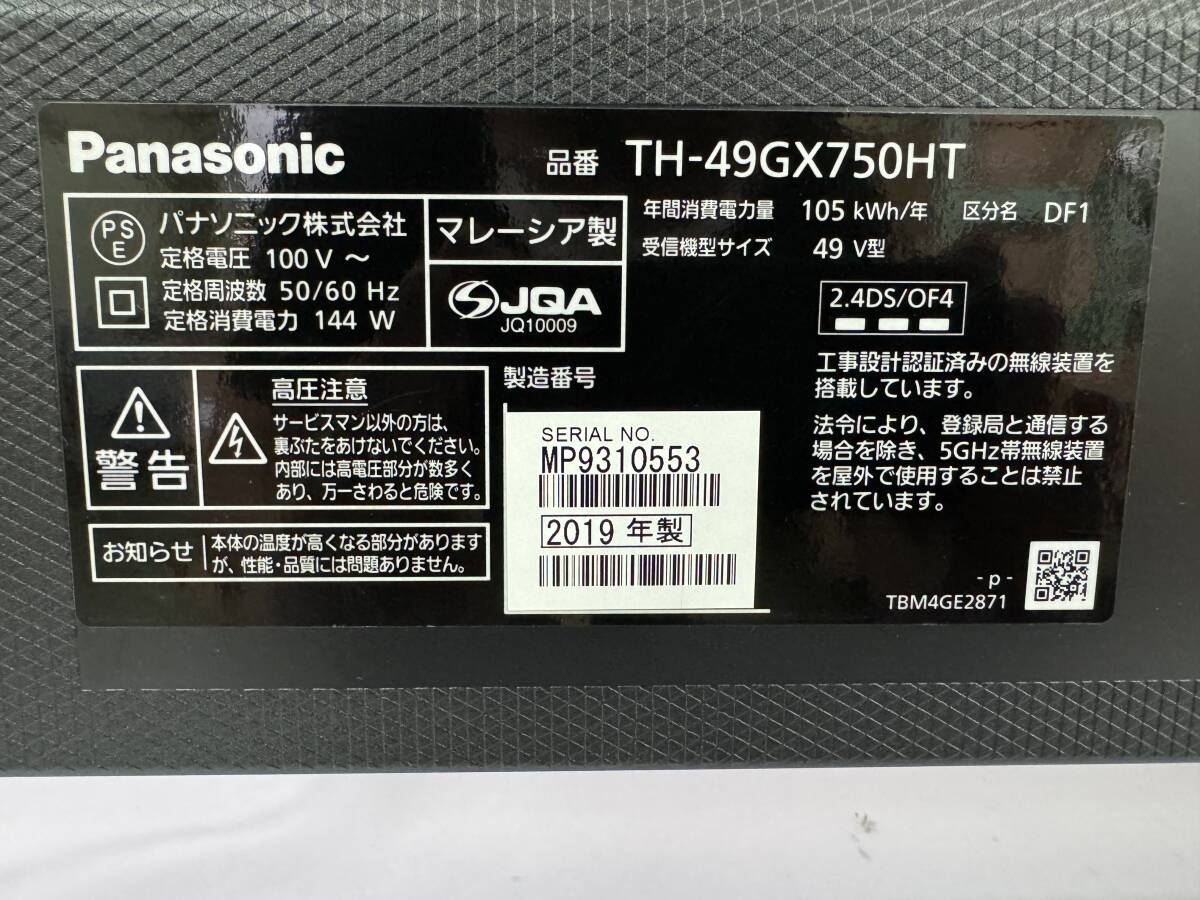 Panasonic
品番 TH-49GX750HT
PS
E
パナソニック株式会社
定格電圧 100 V ～
定格周波数 50/60 Hz
定格消費電力 144 W
マレーシア製
JQA
JQ10009
年間消費電力量 105 kWh/年 区分名 DF1
受信機型サイズ 49 V型
2.4DS/OF4
工事設計認証済みの無線装置を
搭載しています。
法令により、登録局と通信する
場合を除き、5GHz帯無線装置
を屋外で使用することは禁止
されています。
警告
高圧注意
サービスマン以外の方は、
裏ぶたをあけないでください。
内部には高電圧部分が数多く
あり、万一さわると危険です。
お知らせ
本体の温度が高くなる部分があります
が、性能・品質には問題ありません。
製造番号
SERIAL NO.
MP9310553
2019 年製
- p -
TBM4GE2871